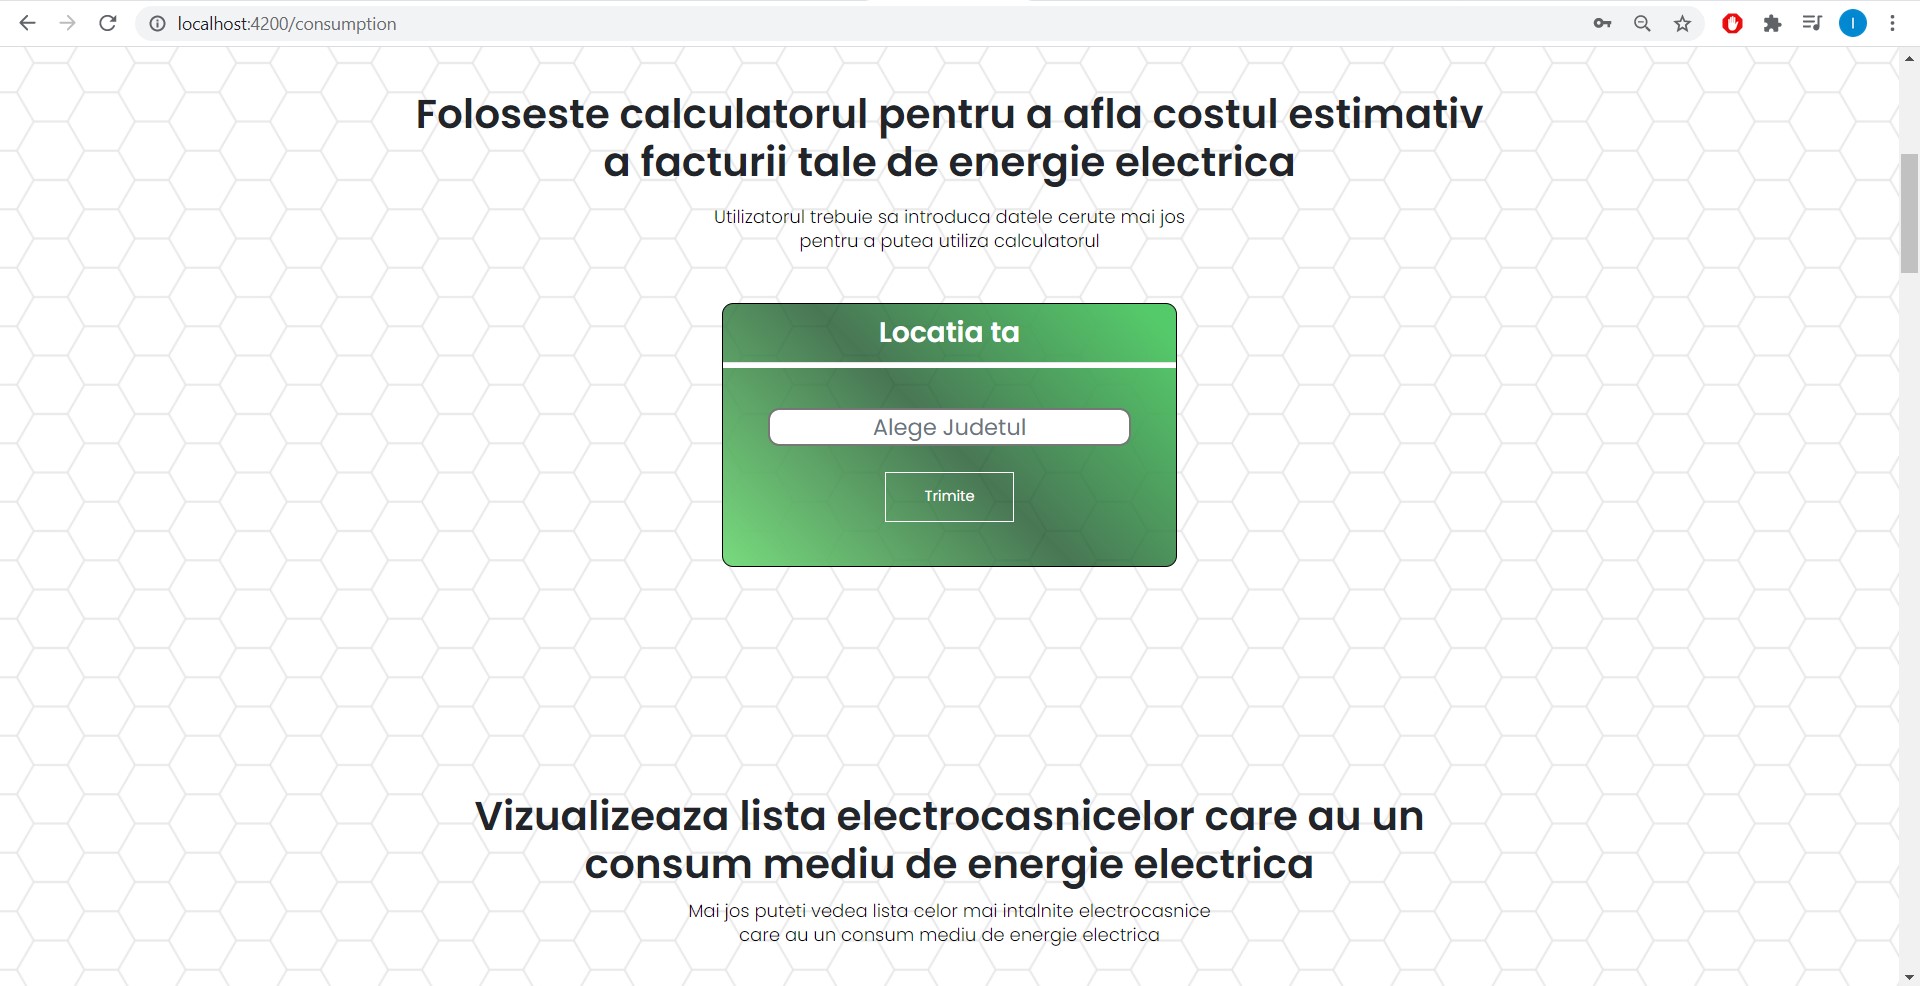 localhost:4200/consumption
I
Foloseste calculatorul pentru a afla costul estimativ
a facturii tale de energie electrica
Utilizatorul trebuie sa introduca datele cerute mai jos
pentru a putea utiliza calculatorul
Locatia ta
Alege Judetul
Trimite
Vizualizeaza lista electrocasnicelor care au un
consum mediu de energie electrica
Mai jos puteti vedea lista celor mai intalnite electrocasnice
care au un consum mediu de energie electrica